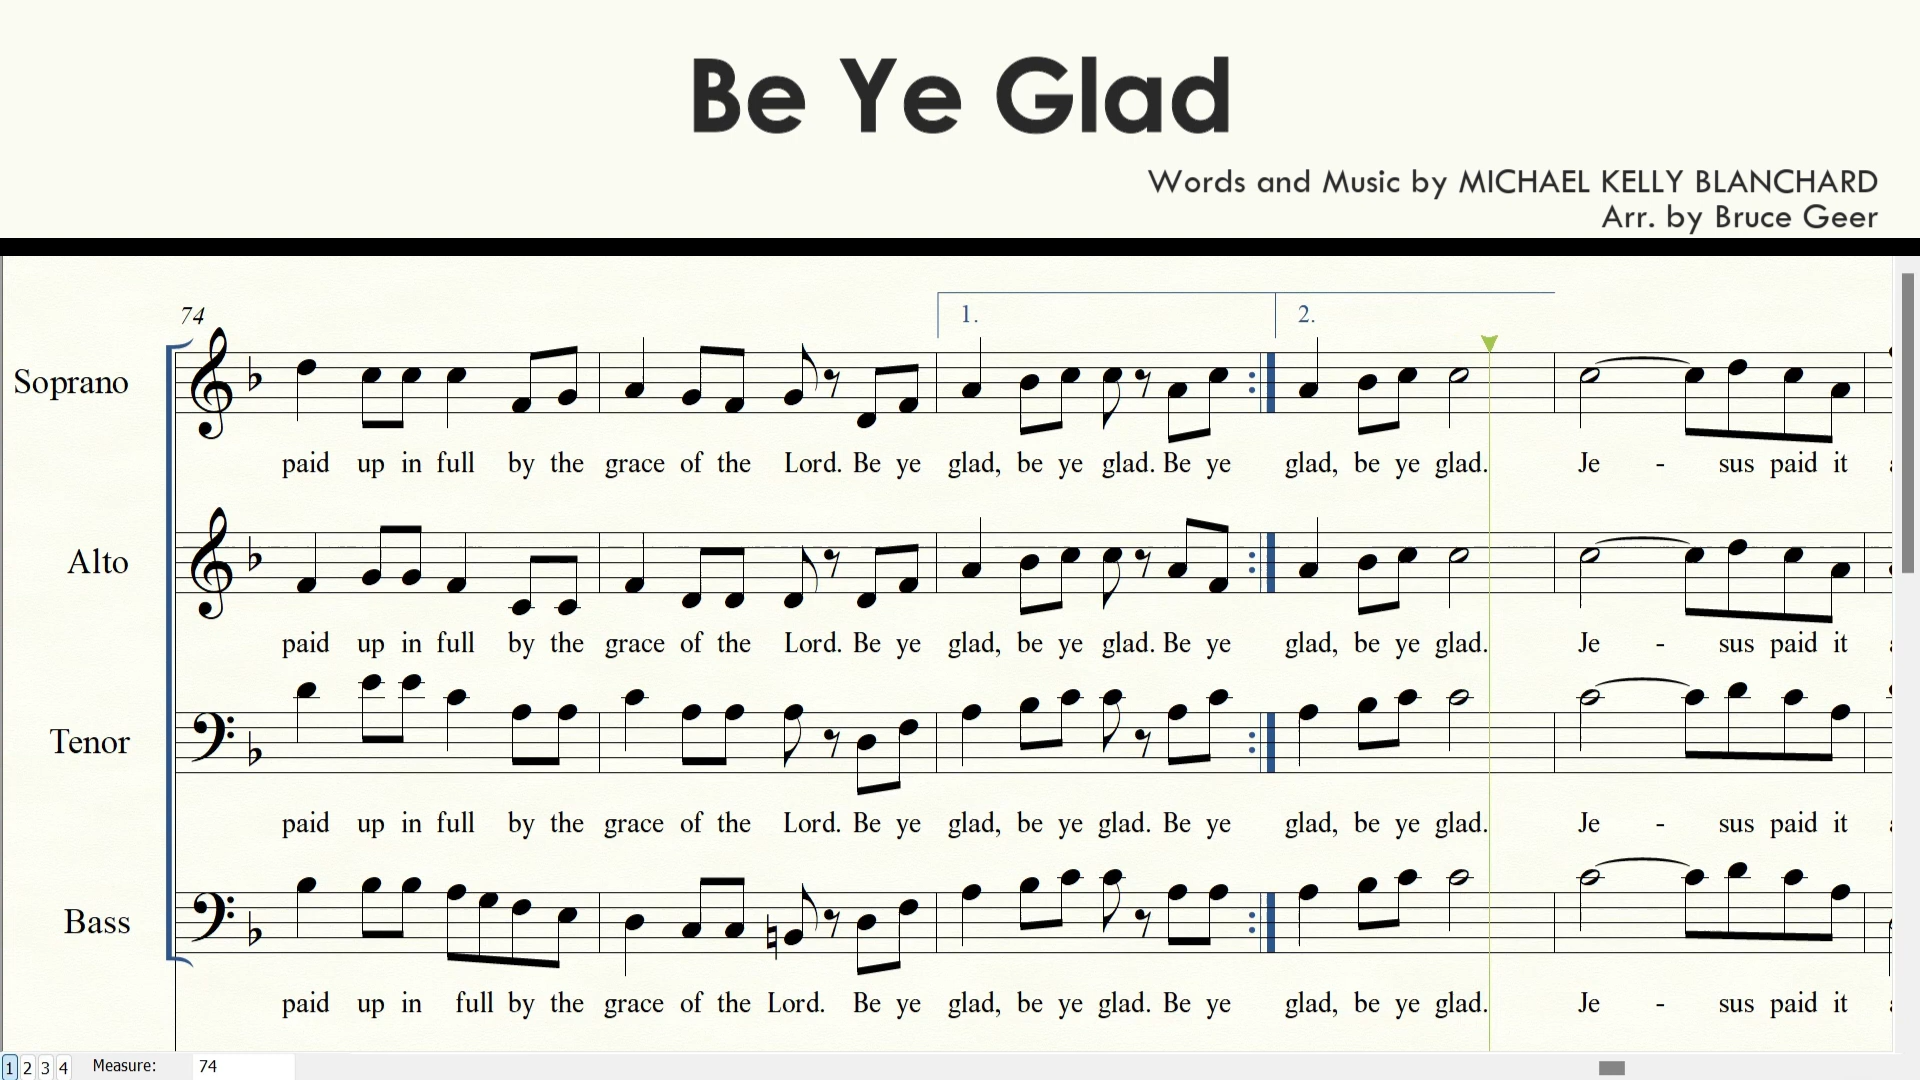 Be Ye Glad
Words and Music by MICHAEL KELLY BLANCHARD
Arr. by Bruce Geer
74
1.
2.
Soprano
paid up in full by the grace of the Lord. Be ye glad, be ye glad. Be ye glad, be ye glad. Je - sus paid it
Alto
paid up in full by the grace of the Lord. Be ye glad, be ye glad. Be ye glad, be ye glad. Je - sus paid it
Tenor
paid up in full by the grace of the Lord. Be ye glad, be ye glad. Be ye glad, be ye glad. Je - sus paid it
Bass
paid up in full by the grace of the Lord. Be ye glad, be ye glad. Be ye glad, be ye glad. Je - sus paid it
1 2 3 4 Measure: 74